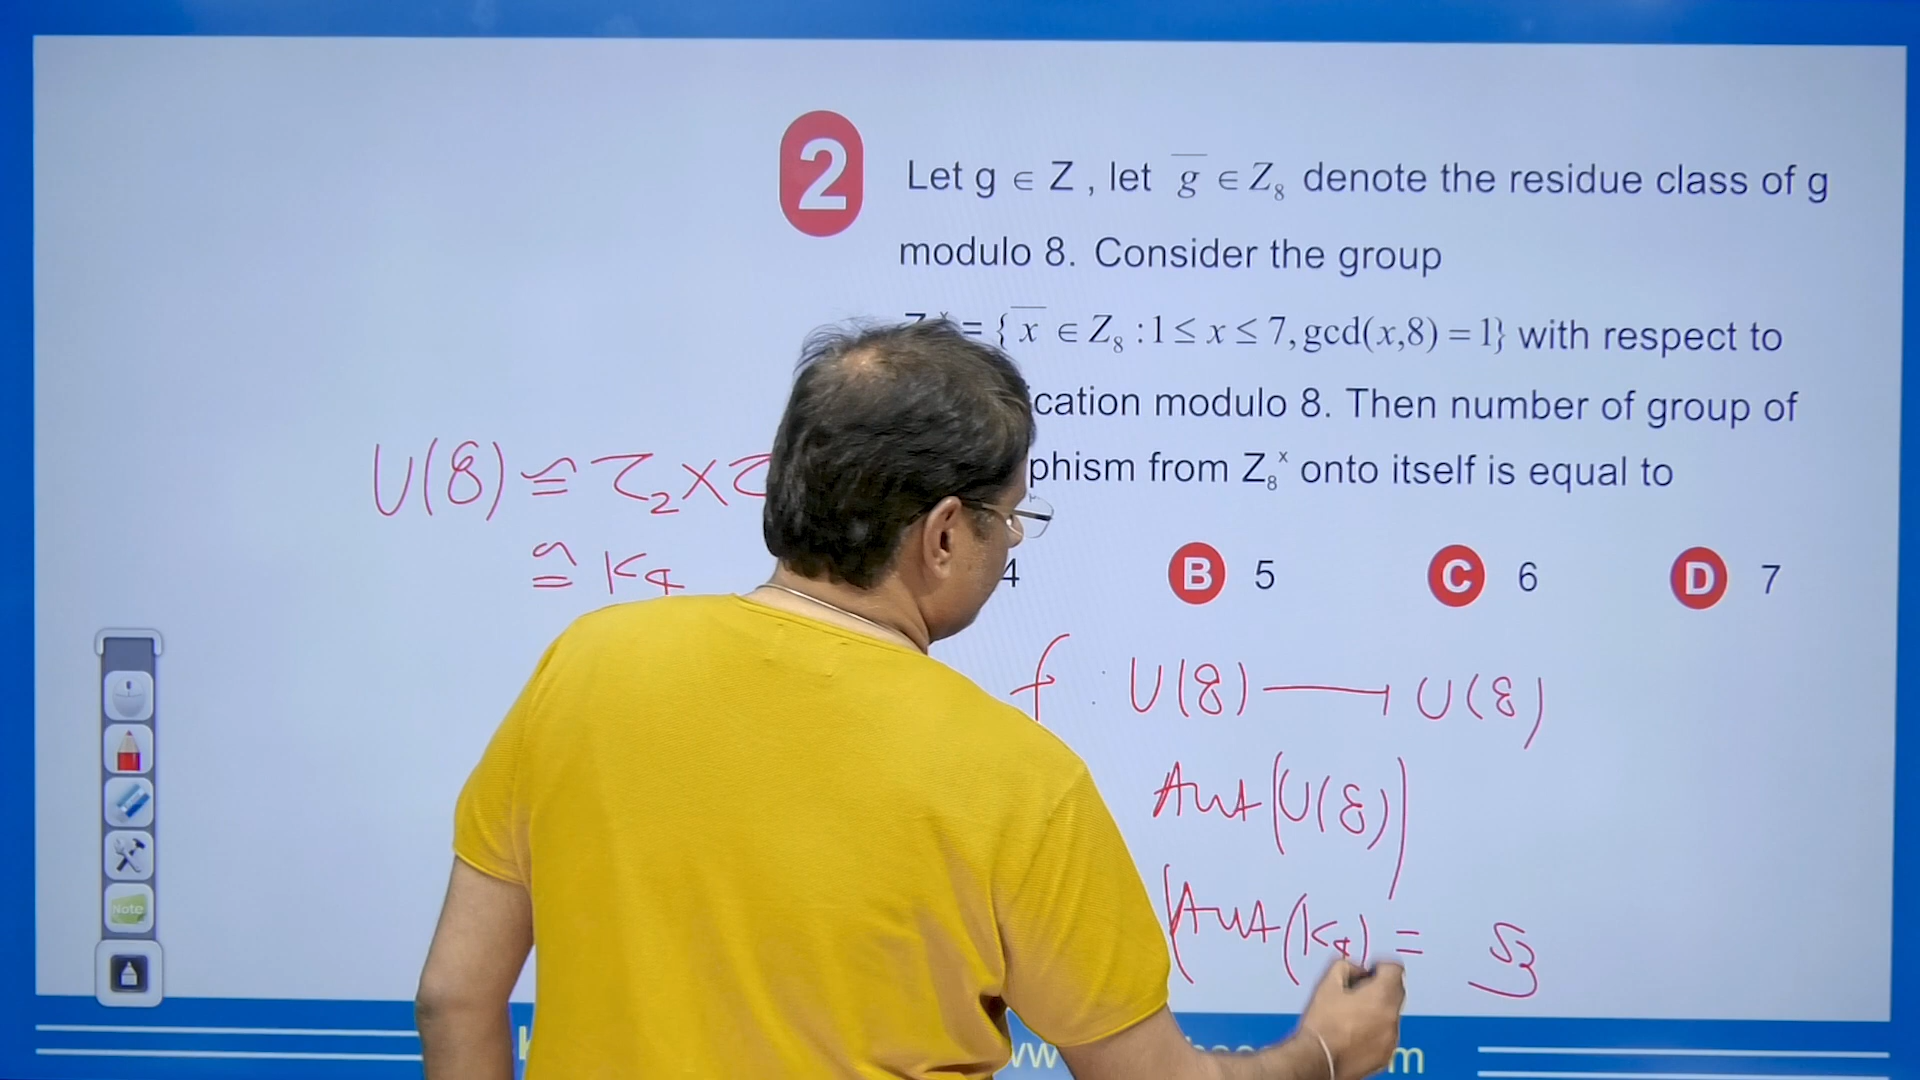 2
Let g ∈ Z , let g̅ ∈ Z₈ denote the residue class of g
modulo 8. Consider the group
= { x̅ ∈ Z₈ : 1 ≤ x ≤ 7, gcd(x,8) = 1} with respect to
cation modulo 8. Then number of group of
phism from Z₈ˣ onto itself is equal to
4 B 5 C 6 D 7
U(8) ≅ Z₂ × Z
≅ K₄
f : U(8) → U(8)
Aut(U(8))
Aut(K₄) = S3
Note